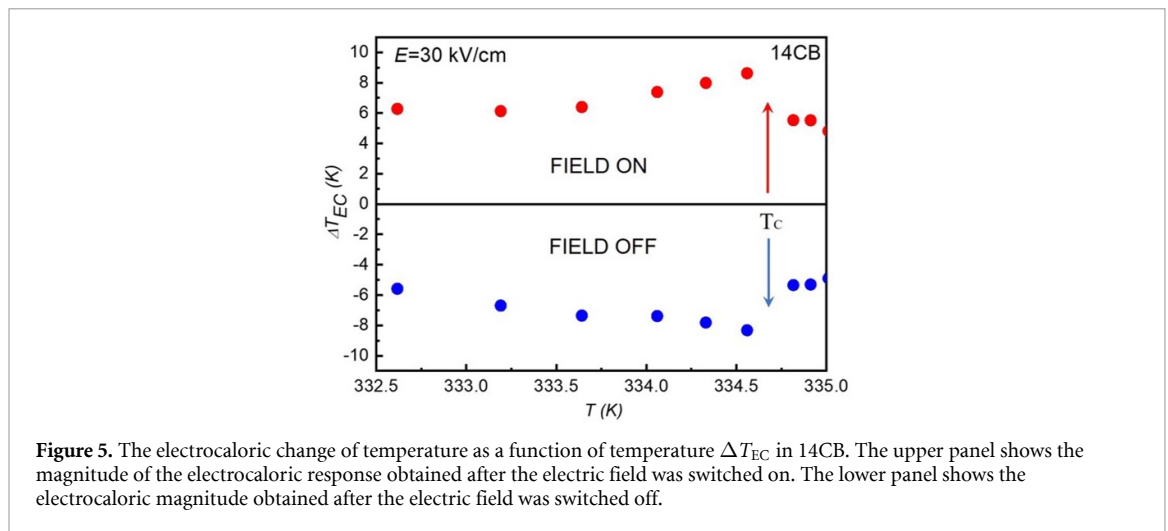 E=30 kV/cm 14CB
10
8
6
4
2
0
-2
-4
-6
-8
-10
ΔT_EC (K)
FIELD ON
Tc
FIELD OFF
332.5 333.0 333.5 334.0 334.5 335.0
T (K)
Figure 5. The electrocaloric change of temperature as a function of temperature ΔT_EC in 14CB. The upper panel shows the
magnitude of the electrocaloric response obtained after the electric field was switched on. The lower panel shows the
electrocaloric magnitude obtained after the electric field was switched off.